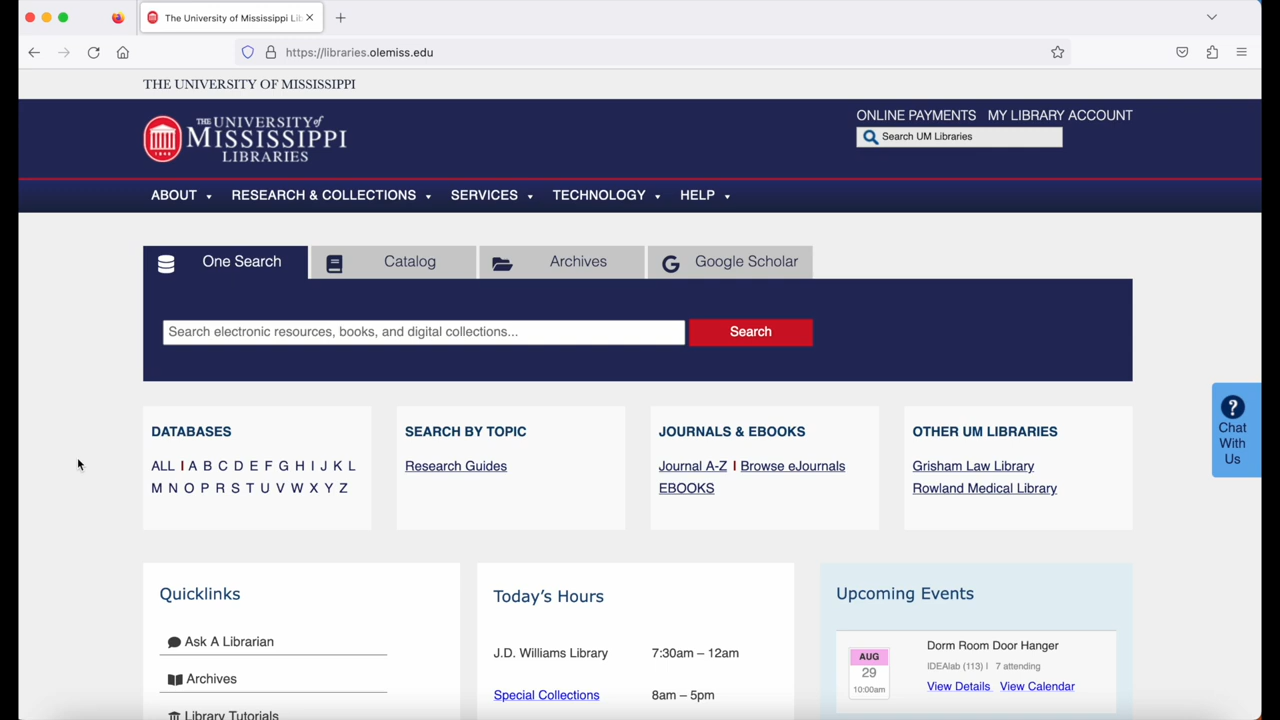 The University of Mississippi Lib
https://libraries.olemiss.edu
THE UNIVERSITY OF MISSISSIPPI
THE UNIVERSITY of
MISSISSIPPI
LIBRARIES
ONLINE PAYMENTS MY LIBRARY ACCOUNT
Search UM Libraries
ABOUT RESEARCH & COLLECTIONS SERVICES TECHNOLOGY HELP
One Search Catalog Archives Google Scholar
Search electronic resources, books, and digital collections... Search
Chat
With
Us
DATABASES
ALL | A B C D E F G H I J K L
M N O P R S T U V W X Y Z
SEARCH BY TOPIC
Research Guides
JOURNALS & EBOOKS
Journal A-Z | Browse eJournals
EBOOKS
OTHER UM LIBRARIES
Grisham Law Library
Rowland Medical Library
Quicklinks
Ask A Librarian
Archives
Library Tutorials
Today's Hours
J.D. Williams Library 7:30am – 12am
Special Collections 8am – 5pm
Upcoming Events
AUG
29
10:00am
Dorm Room Door Hanger
IDEAlab (113) | 7 attending
View Details View Calendar